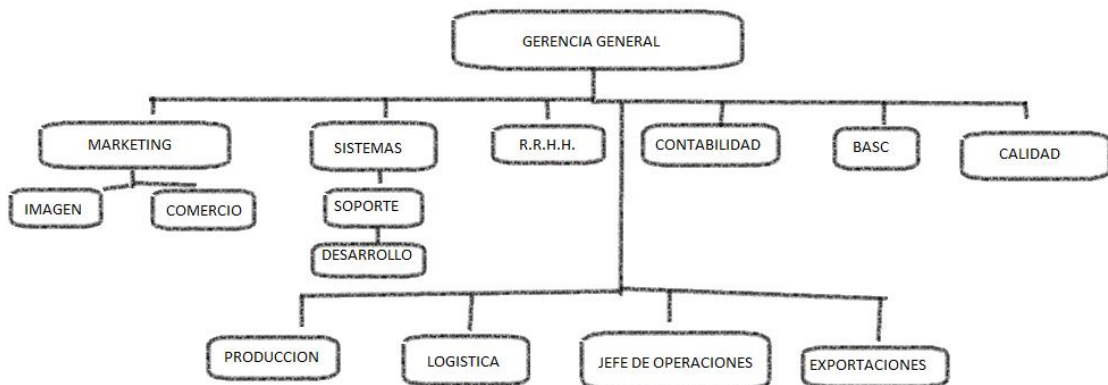 GERENCIA GENERAL
MARKETING
SISTEMAS
R.R.H.H.
CONTABILIDAD
BASC
CALIDAD
IMAGEN
COMERCIO
SOPORTE
DESARROLLO
PRODUCCION
LOGISTICA
JEFE DE OPERACIONES
EXPORTACIONES